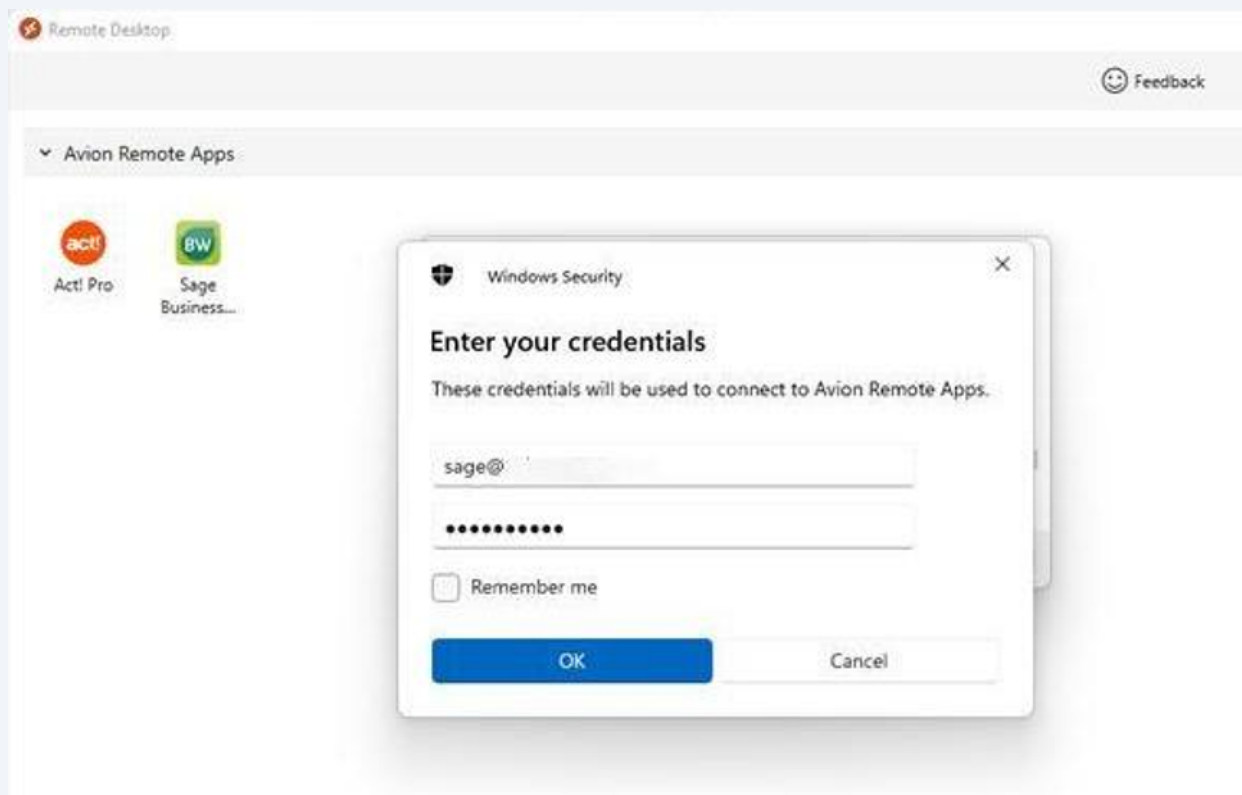 Remote Desktop
Feedback
Avion Remote Apps
act!
BW
Act! Pro
Sage
Business...
Windows Security
Enter your credentials
These credentials will be used to connect to Avion Remote Apps.
sage@
••••••••••
Remember me
OK
Cancel